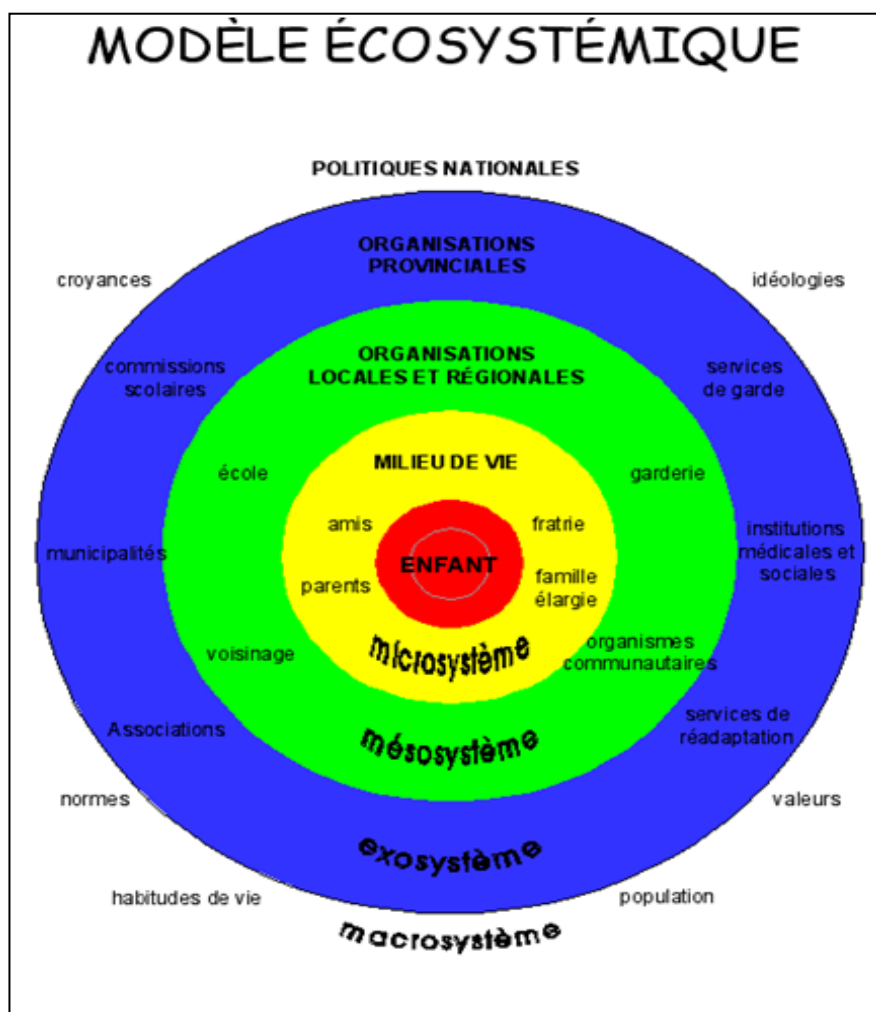 MODÈLE ÉCOSYSTÉMIQUE
POLITIQUES NATIONALES
ORGANISATIONS
PROVINCIALES
croyances
idéologies
commissions
scolaires
ORGANISATIONS
LOCALES ET RÉGIONALES
services
de garde
école
MILIEU DE VIE
garderie
amis
fratrie
municipalités
ENFANT
institutions
médicales et
sociales
parents
famille
élargie
voisinage
microsystème
organismes
communautaires
Associations
mésosystème
services de
réadaptation
normes
valeurs
exosystème
habitudes de vie
population
macrosystème